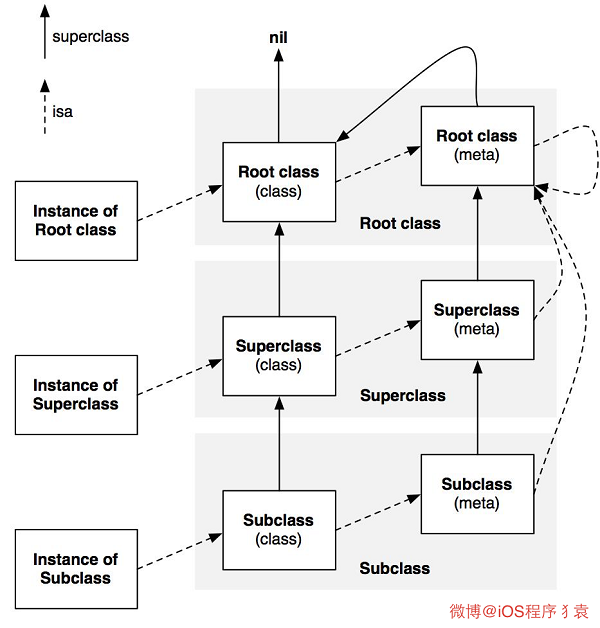 superclass
isa
nil
Root class
(meta)
Root class
(class)
Instance of
Root class
Root class
Superclass
(meta)
Superclass
(class)
Instance of
Superclass
Superclass
Subclass
(meta)
Subclass
(class)
Instance of
Subclass
Subclass
微博@iOS程序犭袁